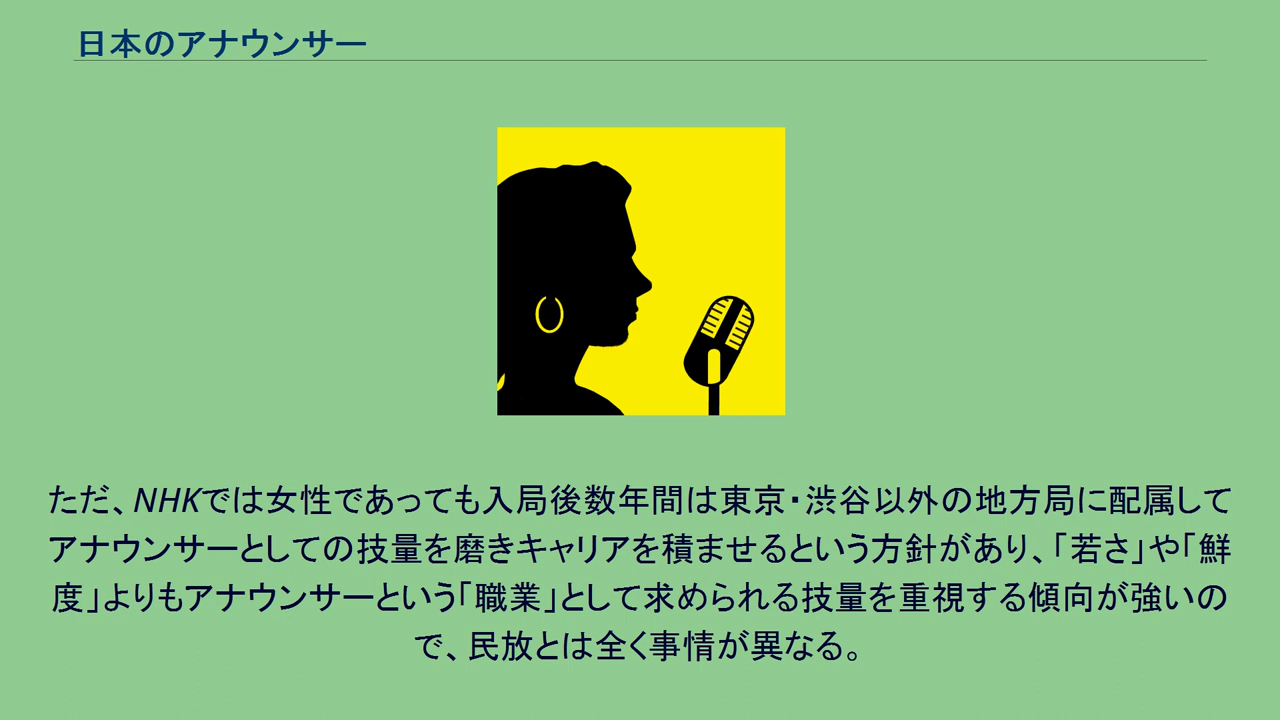 日本のアナウンサー
ただ、NHKでは女性であっても入局後数年間は東京・渋谷以外の地方局に配属して
アナウンサーとしての技量を磨きキャリアを積ませるという方針があり、「若さ」や「鮮
度」よりもアナウンサーという「職業」として求められる技量を重視する傾向が強いの
で、民放とは全く事情が異なる。